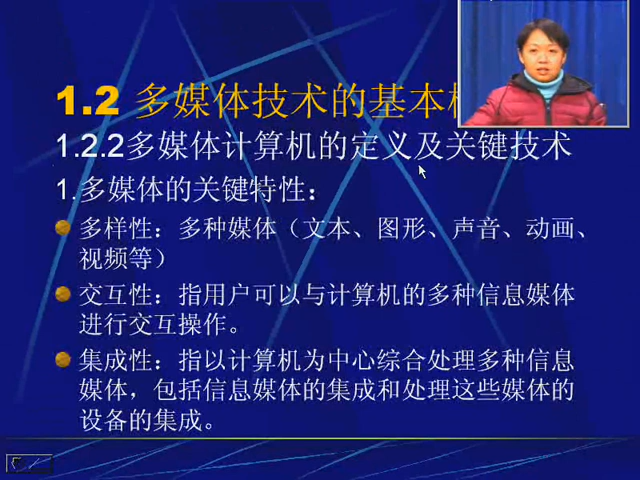 1.2 多媒体技术的基本
1.2.2多媒体计算机的定义及关键技术
1.多媒体的关键特性：
多样性：多种媒体（文本、图形、声音、动画、
视频等）
交互性：指用户可以与计算机的多种信息媒体
进行交互操作。
集成性：指以计算机为中心综合处理多种信息
媒体，包括信息媒体的集成和处理这些媒体的
设备的集成。